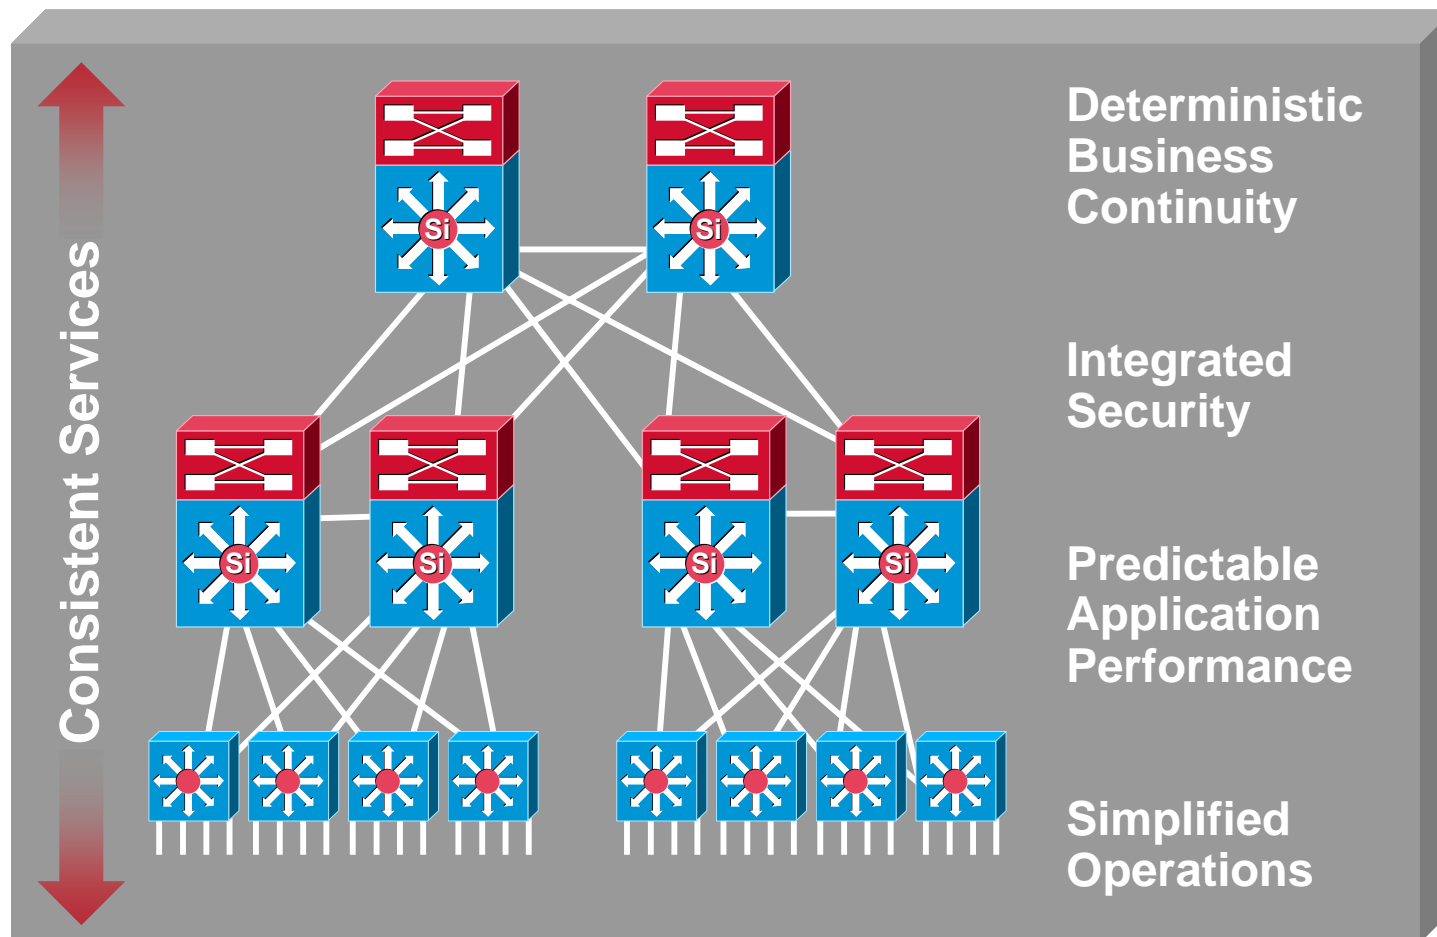 Consistent Services
Si
Si
Si
Si
Si
Si
Deterministic
Business
Continuity
Integrated
Security
Predictable
Application
Performance
Simplified
Operations